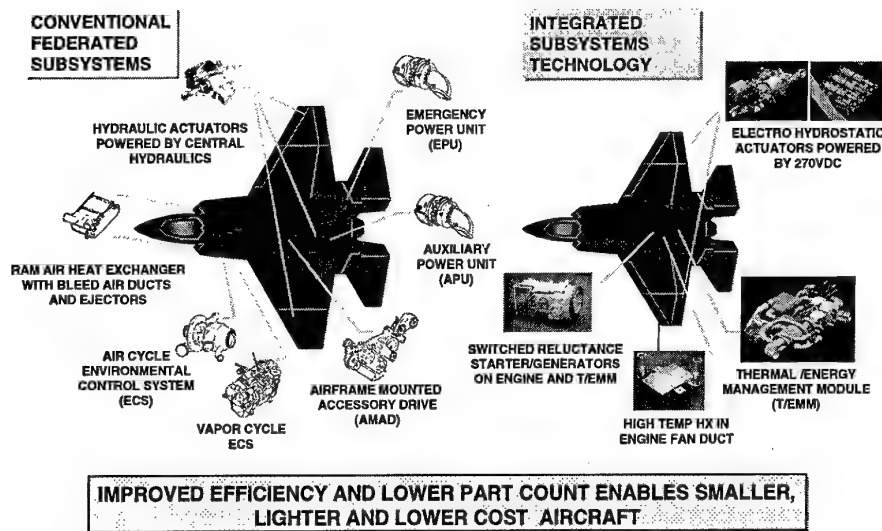 CONVENTIONAL
FEDERATED
SUBSYSTEMS
HYDRAULIC ACTUATORS
POWERED BY CENTRAL
HYDRAULICS
EMERGENCY
POWER UNIT
(EPU)
RAM AIR HEAT EXCHANGER
WITH BLEED AIR DUCTS
AND EJECTORS
AUXILIARY
POWER UNIT
(APU)
AIR CYCLE
ENVIRONMENTAL
CONTROL SYSTEM
(ECS)
VAPOR CYCLE
ECS
AIRFRAME MOUNTED
ACCESSORY DRIVE
(AMAD)
INTEGRATED
SUBSYSTEMS
TECHNOLOGY
ELECTRO HYDROSTATIC
ACTUATORS POWERED
BY 270VDC
SWITCHED RELUCTANCE
STARTER/GENERATORS
ON ENGINE AND T/EMM
HIGH TEMP HX IN
ENGINE FAN DUCT
THERMAL /ENERGY
MANAGEMENT MODULE
(T/EMM)
IMPROVED EFFICIENCY AND LOWER PART COUNT ENABLES SMALLER,
LIGHTER AND LOWER COST AIRCRAFT